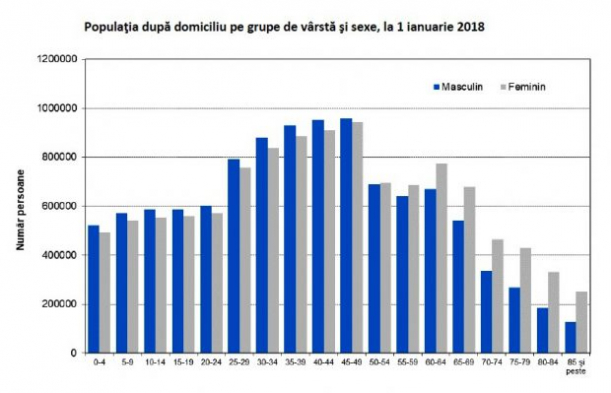 Populaţia după domiciliu pe grupe de vârstă şi sexe, la 1 ianuarie 2018
1200000
Masculin Feminin
1000000
800000
600000
400000
200000
0
Număr persoane
0-4 5-9 10-14 15-19 20-24 25-29 30-34 35-39 40-44 45-49 50-54 55-59 60-64 65-69 70-74 75-79 80-84 85 şi
peste